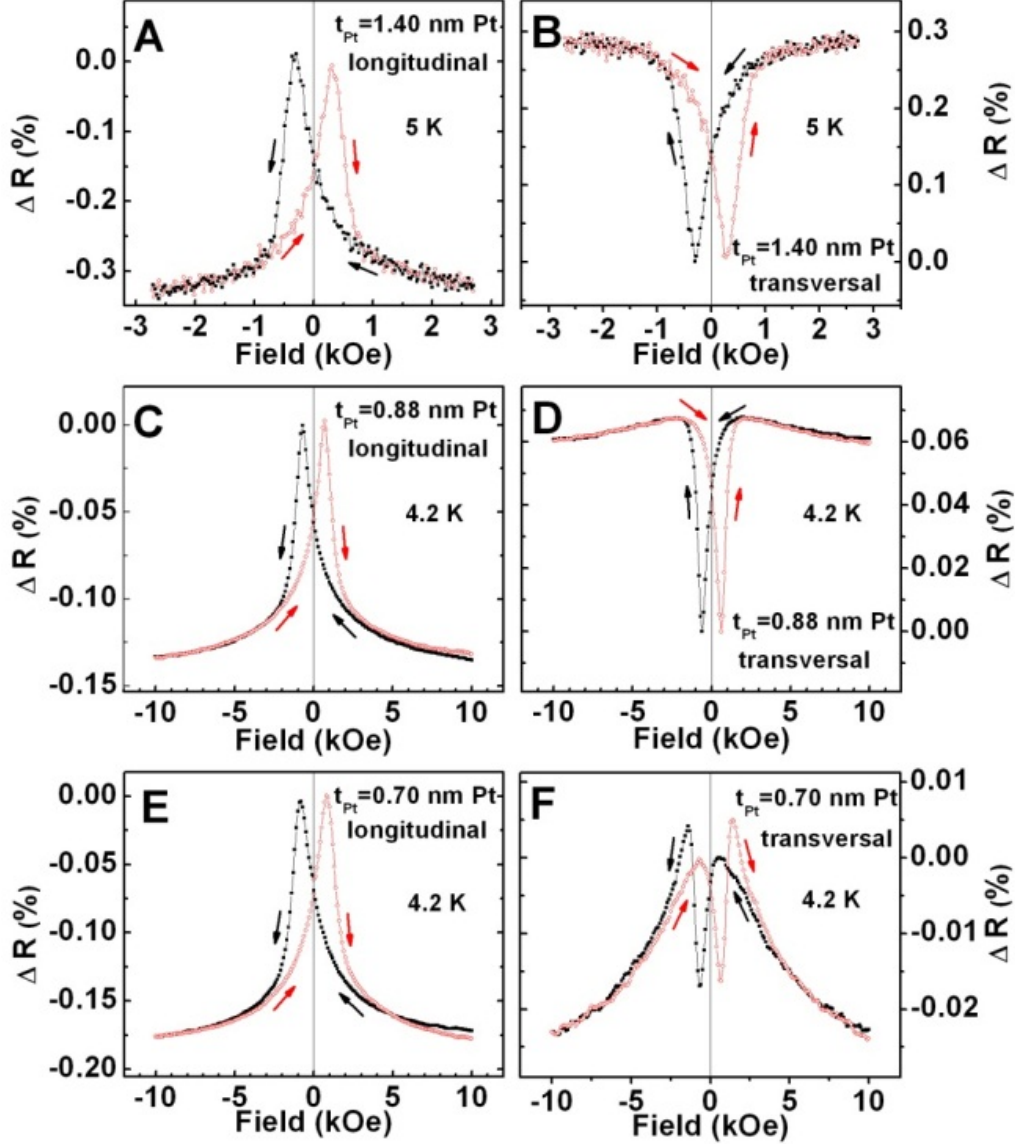 A
t_Pt=1.40 nm Pt
longitudinal
5 K
0.0
-0.1
-0.2
-0.3
Δ R (%)
-3 -2 -1 0 1 2 3
Field (kOe)
B
5 K
t_Pt=1.40 nm Pt
transversal
0.3
0.2
0.1
0.0
Δ R (%)
-3 -2 -1 0 1 2 3
Field (kOe)
C
t_Pt=0.88 nm Pt
longitudinal
4.2 K
0.00
-0.05
-0.10
-0.15
Δ R (%)
-10 -5 0 5 10
Field (kOe)
D
4.2 K
t_Pt=0.88 nm Pt
transversal
0.06
0.04
0.02
0.00
Δ R (%)
-10 -5 0 5 10
Field (kOe)
E
t_Pt=0.70 nm Pt
longitudinal
4.2 K
0.00
-0.05
-0.10
-0.15
-0.20
Δ R (%)
-10 -5 0 5 10
Field (kOe)
F
t_Pt=0.70 nm Pt
transversal
4.2 K
0.01
0.00
-0.01
-0.02
Δ R (%)
-10 -5 0 5 10
Field (kOe)